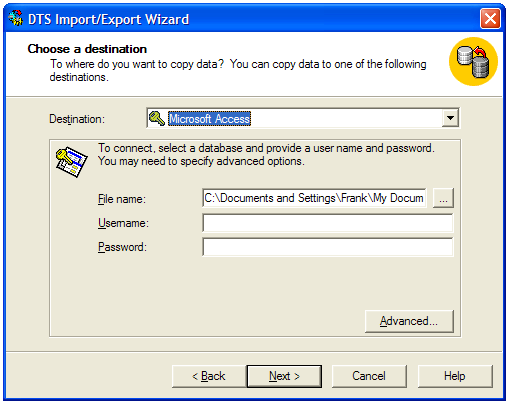 DTS Import/Export Wizard
Choose a destination
To where do you want to copy data? You can copy data to one of the following
destinations.
Destination: Microsoft Access
To connect, select a database and provide a user name and password.
You may need to specify advanced options.
File name: C:\Documents and Settings\Frank\My Docum ...
Username:
Password:
Advanced...
< Back Next > Cancel Help